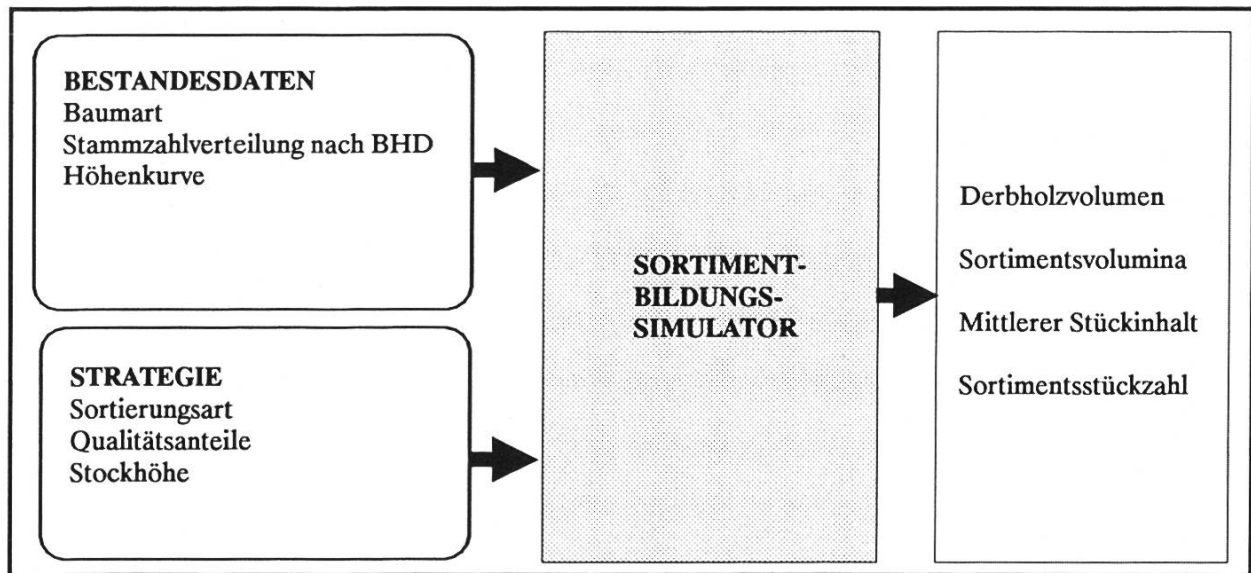 BESTANDESDATEN
Baumart
Stammzahlverteilung nach BHD
Höhenkurve
STRATEGIE
Sortierungsart
Qualitätsanteile
Stockhöhe
SORTIMENT-
BILDUNGS-
SIMULATOR
Derbholzvolumen
Sortimentsvolumina
Mittlerer Stückinhalt
Sortimentsstückzahl